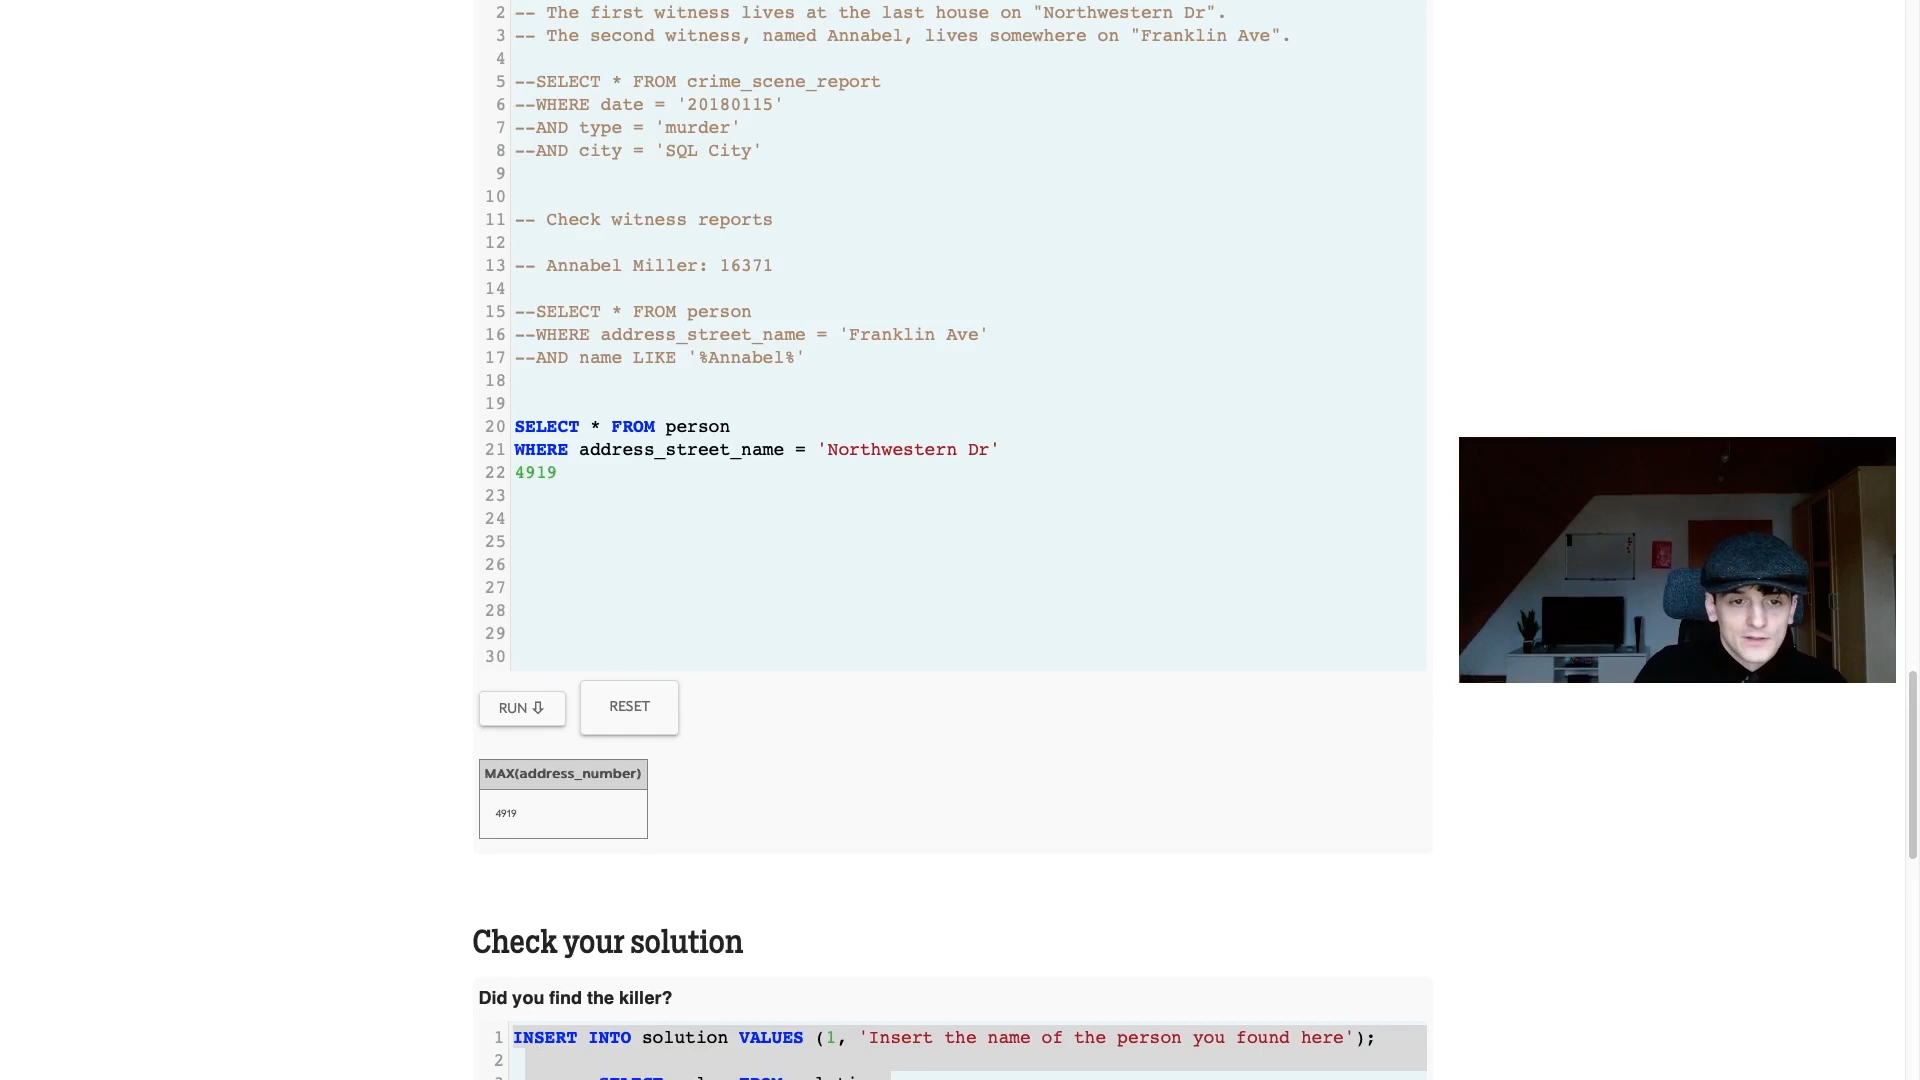 2 -- The first witness lives at the last house on "Northwestern Dr".
3 -- The second witness, named Annabel, lives somewhere on "Franklin Ave".
4
5 --SELECT * FROM crime_scene_report
6 --WHERE date = '20180115'
7 --AND type = 'murder'
8 --AND city = 'SQL City'
9
10
11 -- Check witness reports
12
13 -- Annabel Miller: 16371
14
15 --SELECT * FROM person
16 --WHERE address_street_name = 'Franklin Ave'
17 --AND name LIKE '%Annabel%'
18
19
20 SELECT * FROM person
21 WHERE address_street_name = 'Northwestern Dr'
22 4919
23
24
25
26
27
28
29
30
RUN ⇩ RESET
MAX(address_number)
4919
Check your solution
Did you find the killer?
1 INSERT INTO solution VALUES (1, 'Insert the name of the person you found here');
2